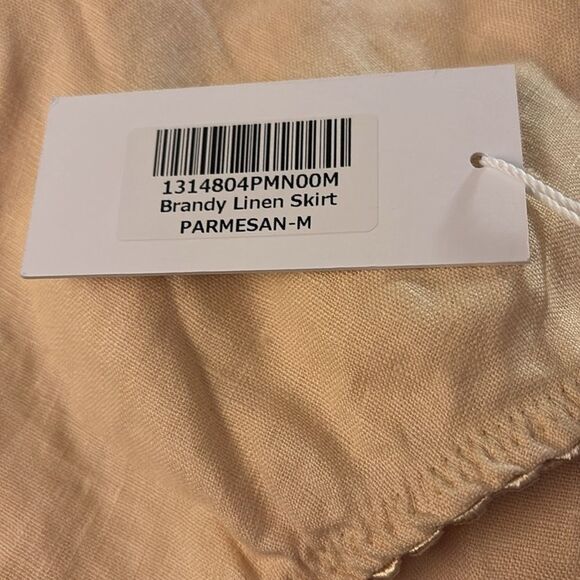 1314804PMN00M
Brandy Linen Skirt
PARMESAN-M